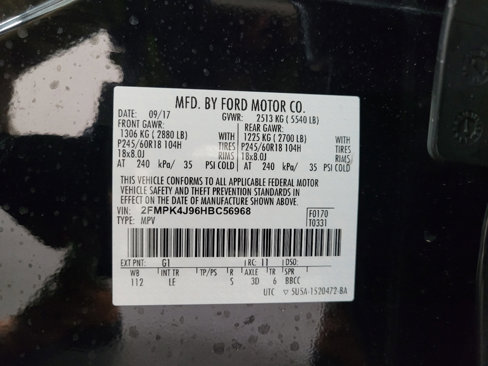 MFD. BY FORD MOTOR CO.
DATE: 09/17 GVWR: 2513 KG ( 5540 LB)
FRONT GAWR: REAR GAWR:
1306 KG ( 2880 LB) WITH 1225 KG ( 2700 LB) WITH
P245/60R18 104H TIRES P245/60R18 104H TIRES
18x8.0J RIMS 18x8.0J RIMS
AT 240 kPa/ 35 PSI COLD AT 240 kPa/ 35 PSI COLD
THIS VEHICLE CONFORMS TO ALL APPLICABLE FEDERAL MOTOR
VEHICLE SAFETY AND THEFT PREVENTION STANDARDS IN
EFFECT ON THE DATE OF MANUFACTURE SHOWN ABOVE.
VIN: 2FMPK4J96HBC56968 F0170
TYPE: MPV T0331
EXT PNT: G1 RC: 11 DSO:
WB INT TR TP/PS R AXLE TR SPR
112 LE S 3D 6 BBCC
UTC ▽ 5U5A-1520472-BA